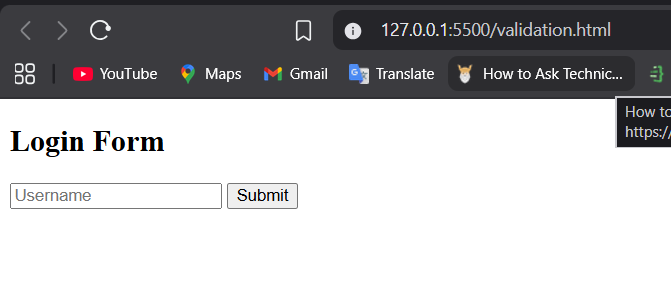 127.0.0.1:5500/validation.html
YouTube Maps Gmail Translate How to Ask Technic...
How to
https://
Login Form
Username Submit